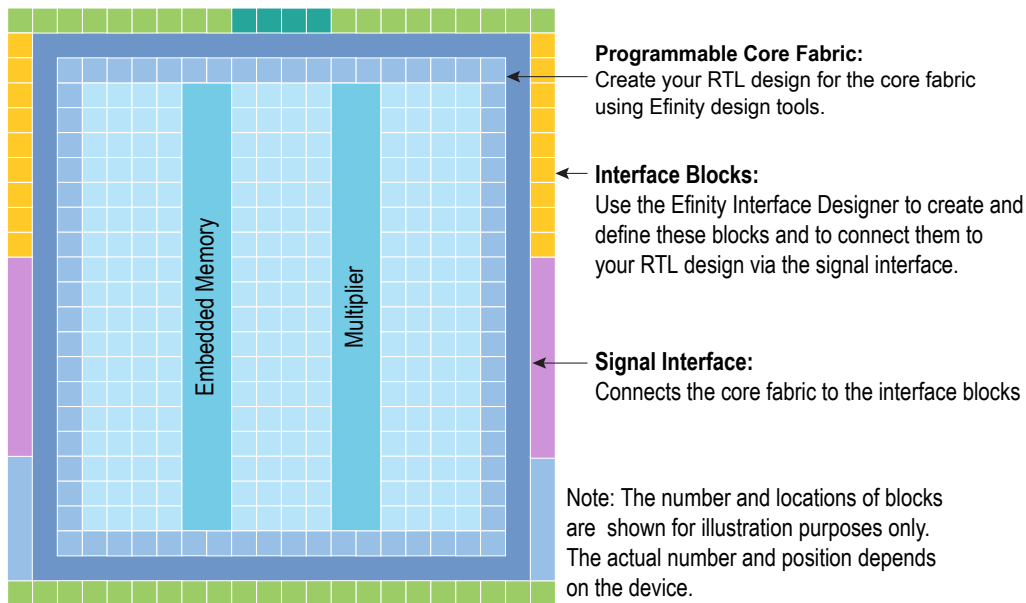 Programmable Core Fabric:
Create your RTL design for the core fabric
using Efinity design tools.
Interface Blocks:
Use the Efinity Interface Designer to create and
define these blocks and to connect them to
your RTL design via the signal interface.
Embedded Memory
Multiplier
Signal Interface:
Connects the core fabric to the interface blocks
Note: The number and locations of blocks
are shown for illustration purposes only.
The actual number and position depends
on the device.